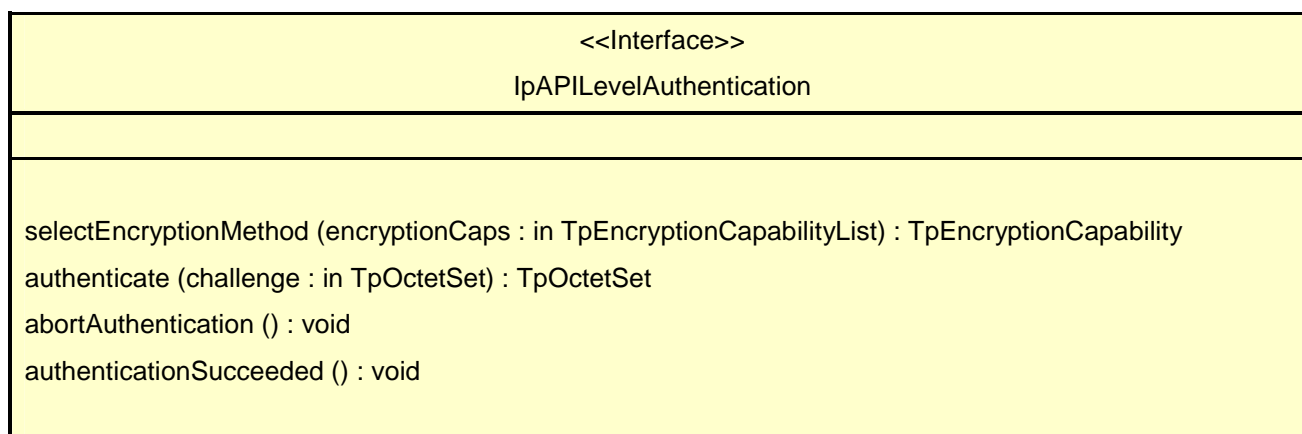 <<Interface>>
IpAPILevelAuthentication
selectEncryptionMethod (encryptionCaps : in TpEncryptionCapabilityList) : TpEncryptionCapability
authenticate (challenge : in TpOctetSet) : TpOctetSet
abortAuthentication () : void
authenticationSucceeded () : void